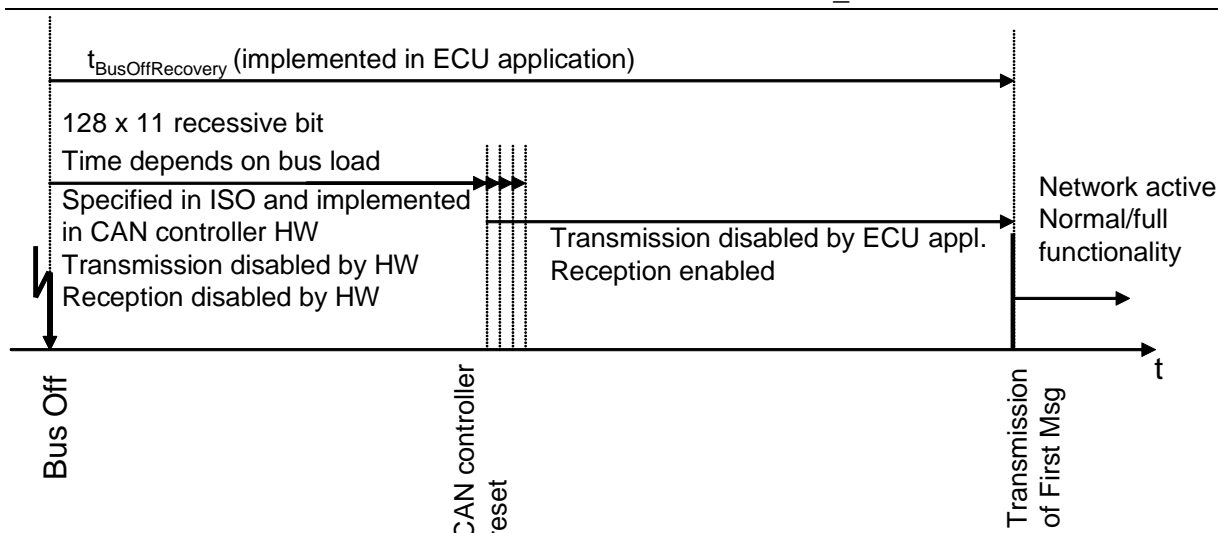 tBusOffRecovery (implemented in ECU application)
128 x 11 recessive bit
Time depends on bus load
Specified in ISO and implemented
in CAN controller HW
Transmission disabled by HW
Reception disabled by HW
Transmission disabled by ECU appl.
Reception enabled
Network active
Normal/full
functionality
t
Bus Off
CAN controller
reset
Transmission
of First Msg